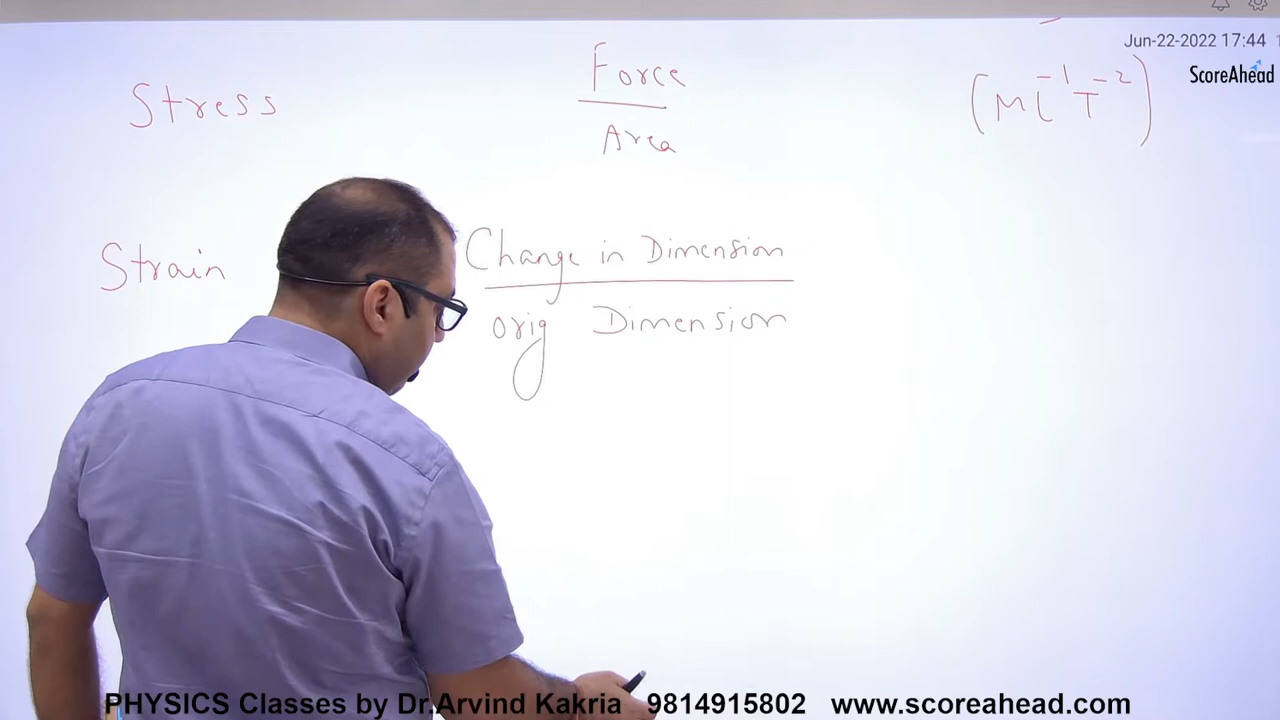 Jun-22-2022 17:44
ScoreAhead
Stress Force / Area (ML⁻¹T⁻²)
Strain Change in Dimension / orig Dimension
PHYSICS Classes by Dr.Arvind Kakria 9814915802 www.scoreahead.com